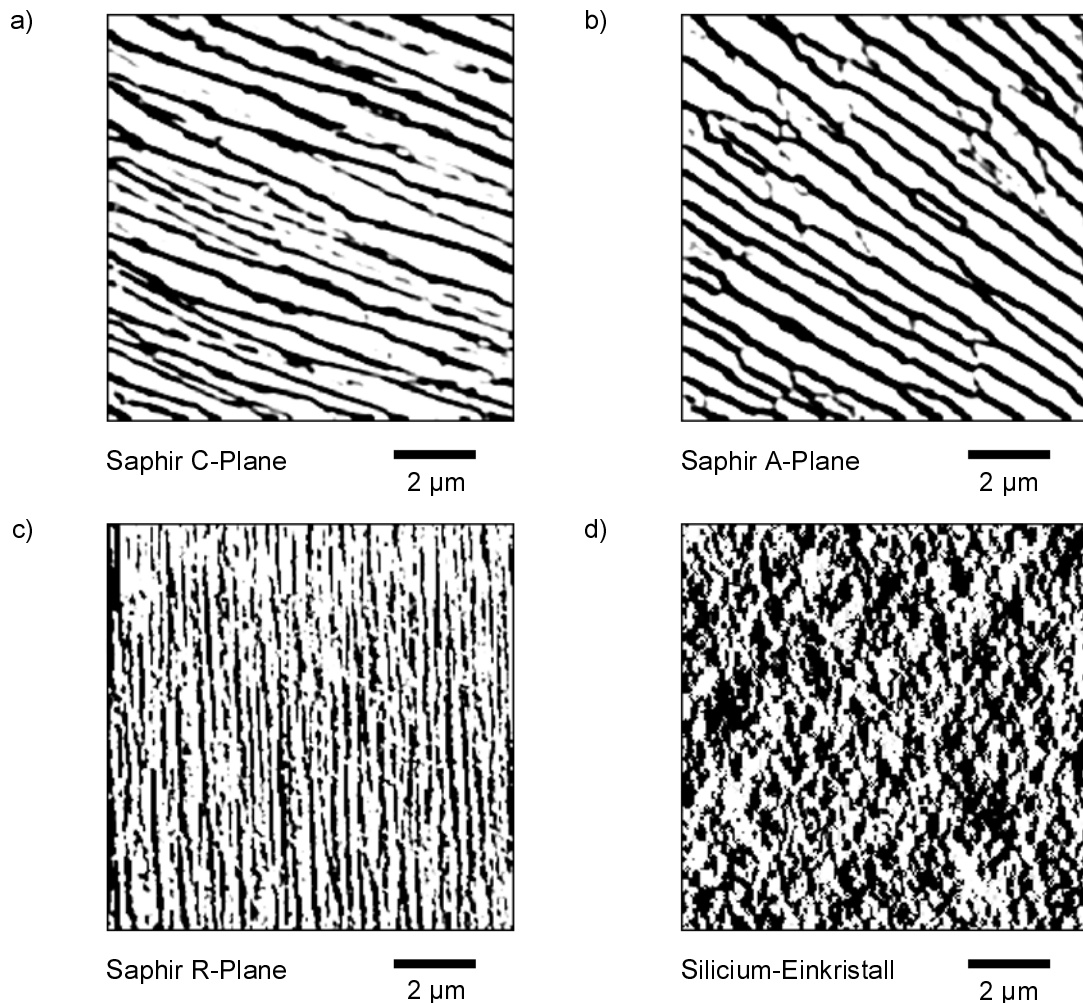 a)
b)
Saphir C-Plane
2 µm
Saphir A-Plane
2 µm
c)
d)
Saphir R-Plane
2 µm
Silicium-Einkristall
2 µm